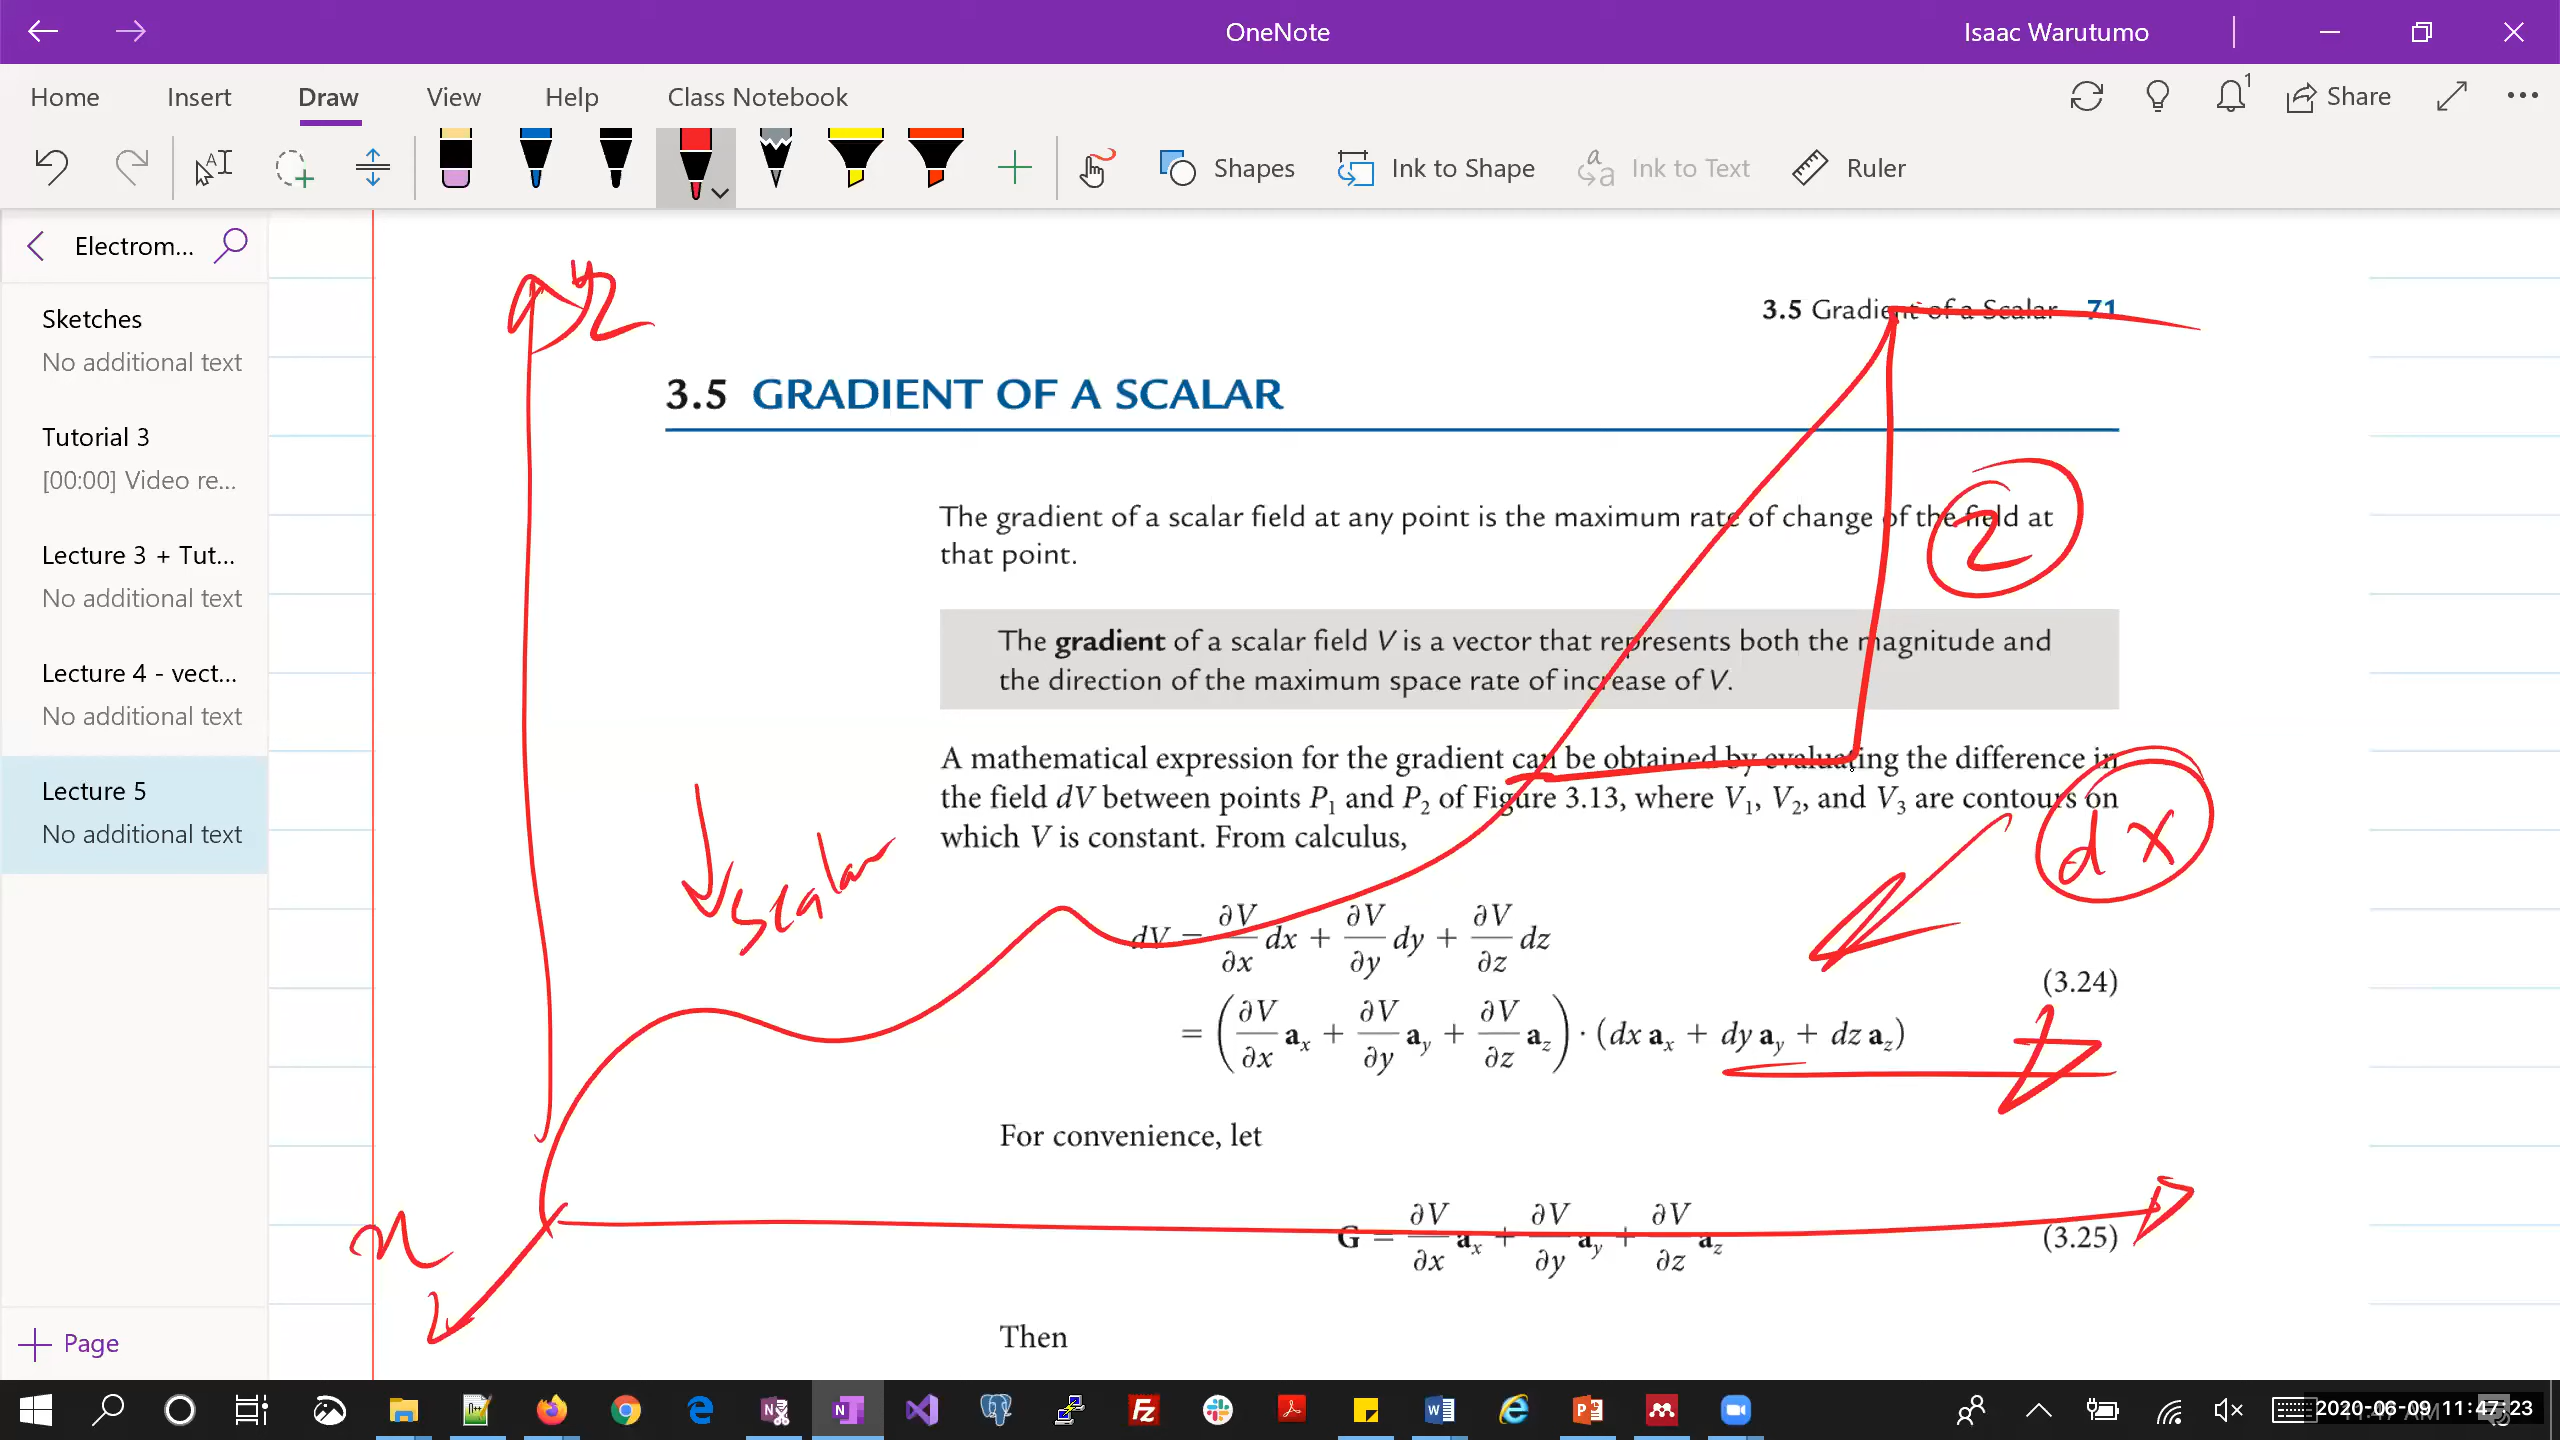 OneNote
Isaac Warutumo
Home Insert Draw View Help Class Notebook
1
Share
Shapes Ink to Shape Ink to Text Ruler
Electrom...
Sketches
No additional text
Tutorial 3
[00:00] Video re...
Lecture 3 + Tut...
No additional text
Lecture 4 - vect...
No additional text
Lecture 5
No additional text
Page
z
3.5 Gradient of a Scalar 71
3.5 GRADIENT OF A SCALAR
The gradient of a scalar field at any point is the maximum rate of change of the field at
that point.
2
The gradient of a scalar field V is a vector that represents both the magnitude and
the direction of the maximum space rate of increase of V.
A mathematical expression for the gradient can be obtained by evaluating the difference in
the field dV between points P₁ and P₂ of Figure 3.13, where V₁, V₂, and V₃ are contours on
which V is constant. From calculus,
dx
scalar
dV = ∂V/∂x dx + ∂V/∂y dy + ∂V/∂z dz
(3.24)
= (∂V/∂x aₓ + ∂V/∂y a_y + ∂V/∂z a_z) · (dx aₓ + dy a_y + dz a_z)
For convenience, let
x
G = ∂V/∂x aₓ + ∂V/∂y a_y + ∂V/∂z a_z (3.25)
Then
2020-06-09 11:47:23